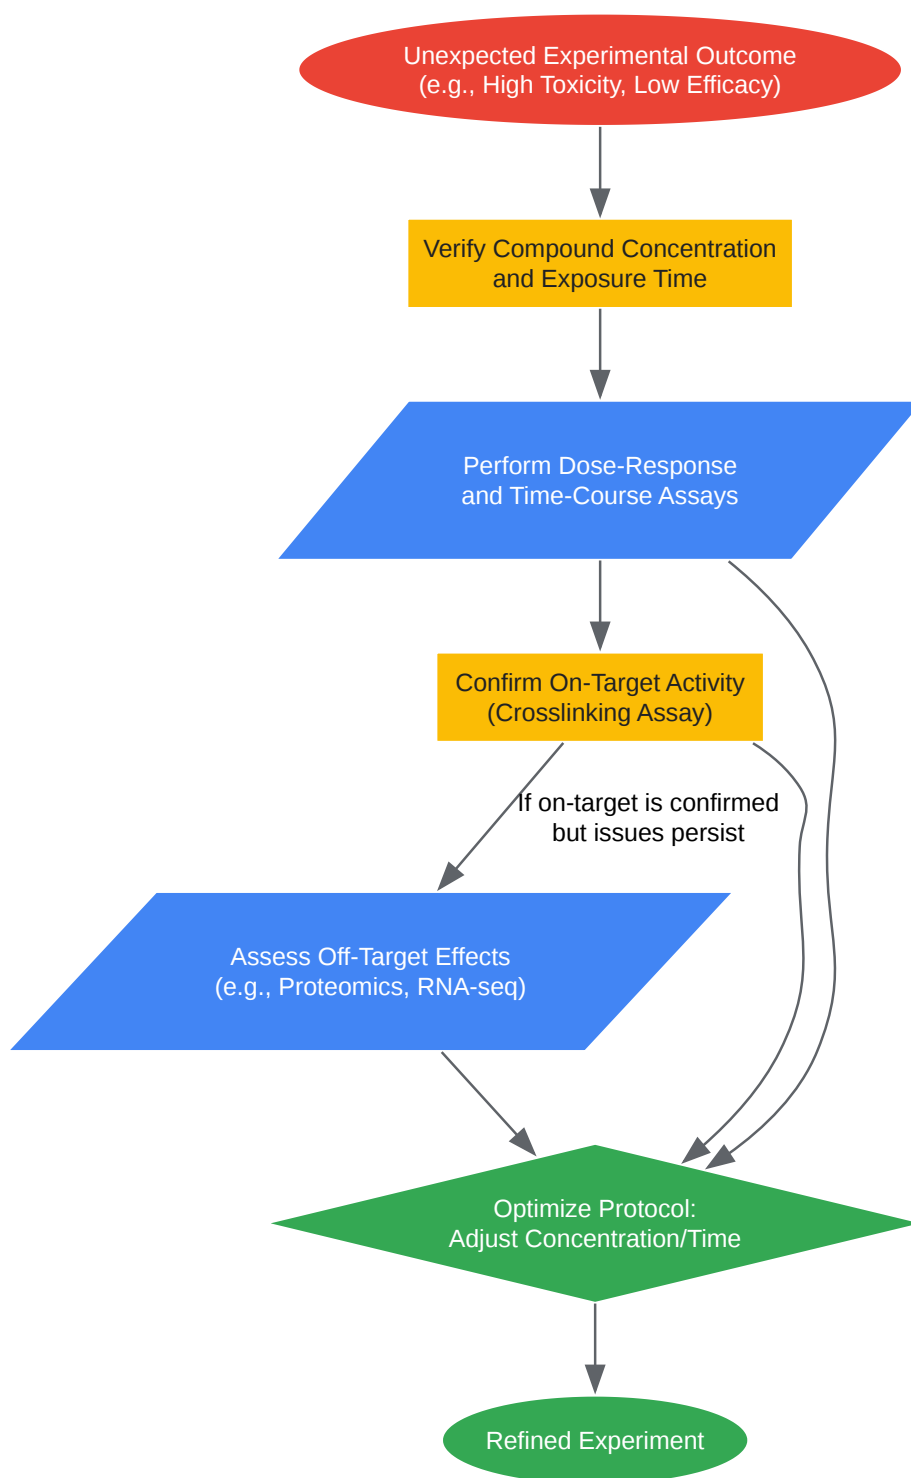 Unexpected Experimental Outcome
(e.g., High Toxicity, Low Efficacy)
Verify Compound Concentration
and Exposure Time
Perform Dose-Response
and Time-Course Assays
Confirm On-Target Activity
(Crosslinking Assay)
If on-target is confirmed
but issues persist
Assess Off-Target Effects
(e.g., Proteomics, RNA-seq)
Optimize Protocol:
Adjust Concentration/Time
Refined Experiment